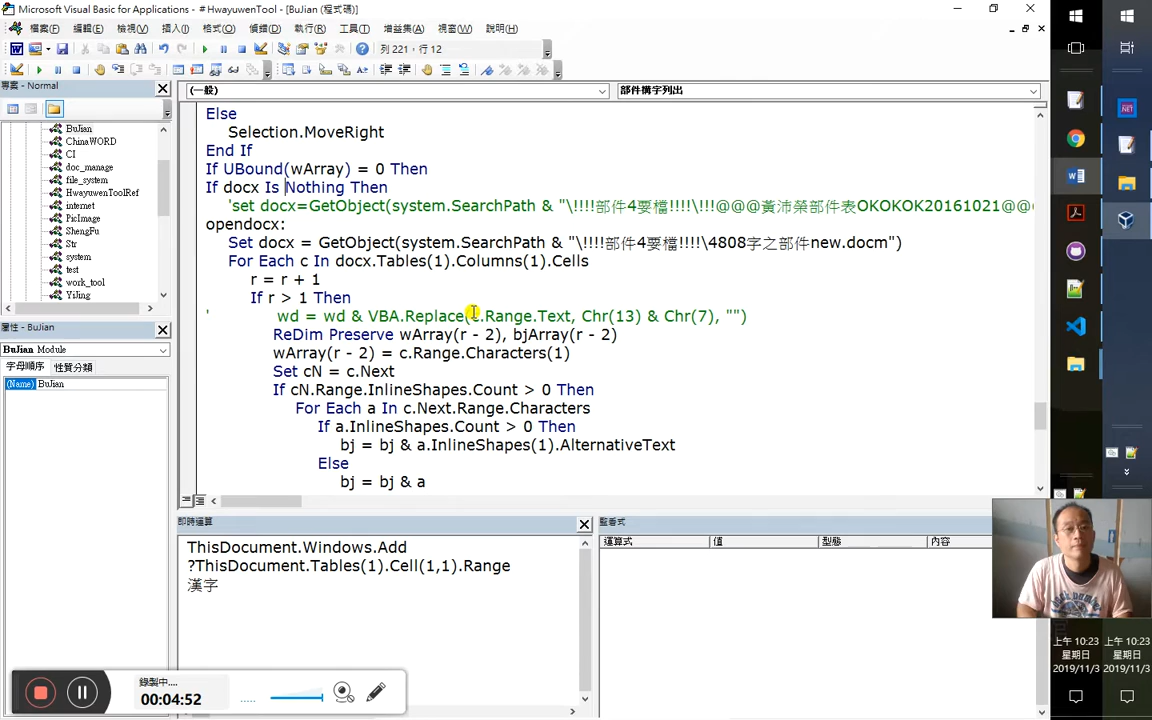 Microsoft Visual Basic for Applications - #HwayuwenTool - [BuJian (程式碼)]
檔案(F) 編輯(E) 檢視(V) 插入(I) 格式(O) 偵錯(D) 執行(R) 工具(T) 增益集(A) 視窗(W) 說明(H)
列 221，行 12
專案 - Normal
(一般)
部件構字列出
BuJian
ChinaWORD
CI
doc_manage
file_system
HwayuwenToolRef
internet
PicImage
ShengFu
Str
system
test
work_tool
YiJing
屬性 - BuJian
BuJian Module
字母順序 性質分類
(Name) BuJian
Else
Selection.MoveRight
End If
If UBound(wArray) = 0 Then
If docx Is Nothing Then
'set docx=GetObject(system.SearchPath & "\!!!!部件4要檔!!!!\!!!@@@黃沛榮部件表OKOKOK20161021@@
opendocx:
Set docx = GetObject(system.SearchPath & "\!!!!部件4要檔!!!!\4808字之部件new.docm")
For Each c In docx.Tables(1).Columns(1).Cells
r = r + 1
If r > 1 Then
' wd = wd & VBA.Replace(c.Range.Text, Chr(13) & Chr(7), "")
ReDim Preserve wArray(r - 2), bjArray(r - 2)
wArray(r - 2) = c.Range.Characters(1)
Set cN = c.Next
If cN.Range.InlineShapes.Count > 0 Then
For Each a In c.Next.Range.Characters
If a.InlineShapes.Count > 0 Then
bj = bj & a.InlineShapes(1).AlternativeText
Else
bj = bj & a
即時運算
ThisDocument.Windows.Add
?ThisDocument.Tables(1).Cell(1,1).Range
漢字
監看式
運算式 值 型態 內容
錄製中....
00:04:52
上午 10:23 上午 10:23
星期日 星期日
2019/11/3 2019/11/3